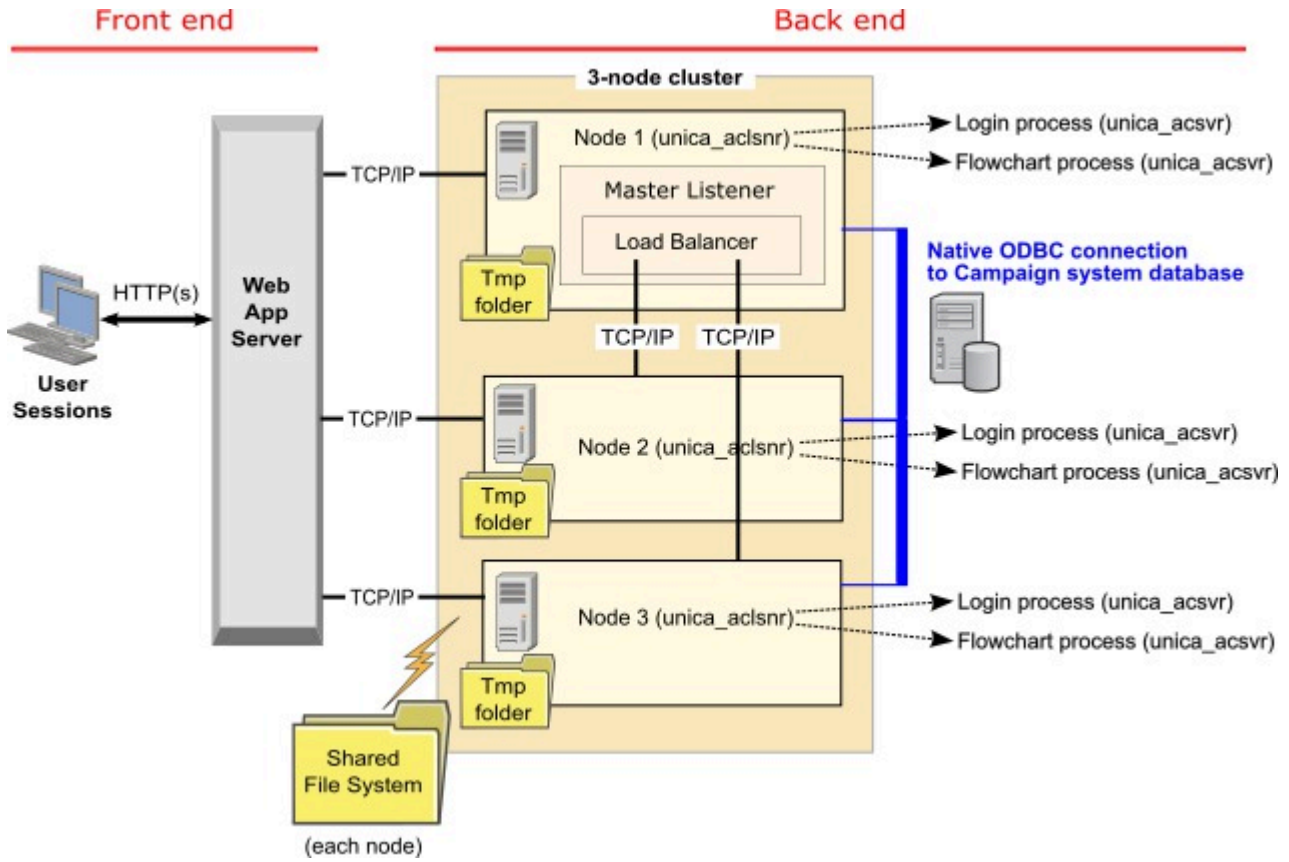 Front end
Back end
3-node cluster
Node 1 (unica_aclsnr)
Login process (unica_acsvr)
Flowchart process (unica_acsvr)
TCP/IP
Master Listener
Load Balancer
Tmp
folder
Native ODBC connection
to Campaign system database
HTTP(s)
Web
App
Server
User
Sessions
TCP/IP
TCP/IP
TCP/IP
Node 2 (unica_aclsnr)
Login process (unica_acsvr)
Flowchart process (unica_acsvr)
Tmp
folder
TCP/IP
Node 3 (unica_aclsnr)
Login process (unica_acsvr)
Flowchart process (unica_acsvr)
Tmp
folder
Shared
File System
(each node)